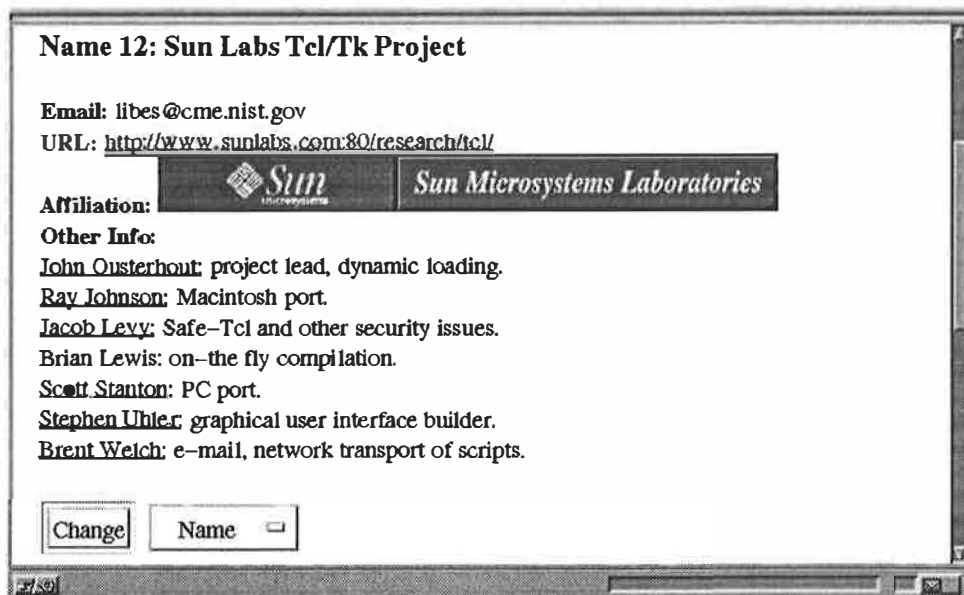 Name 12: Sun Labs Tcl/Tk Project
Email: libes@cme.nist.gov
URL: http://www.sunlabs.com:80/research/tcl/
Affiliation: Sun microsystems Sun Microsystems Laboratories
Other Info:
John Ousterhout: project lead, dynamic loading.
Ray Johnson: Macintosh port.
Jacob Levy: Safe-Tcl and other security issues.
Brian Lewis: on-the fly compilation.
Scott Stanton: PC port.
Stephen Uhler: graphical user interface builder.
Brent Welch: e-mail, network transport of scripts.
Change Name